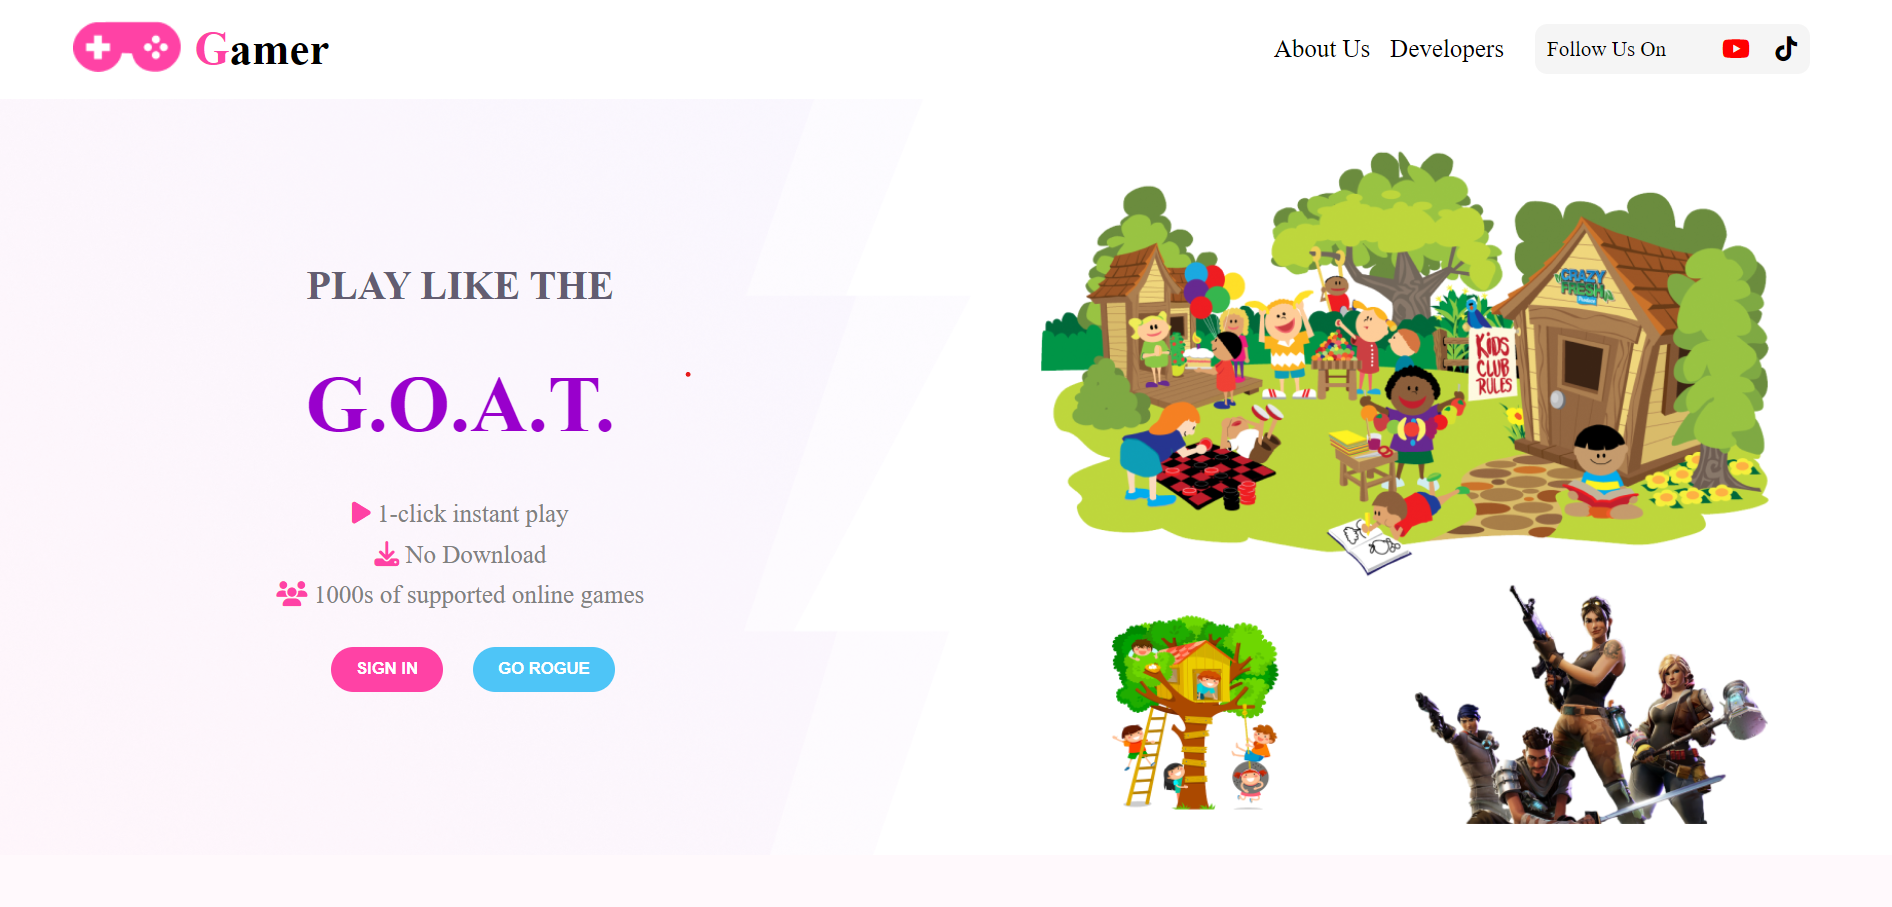 Gamer
About Us
Developers
Follow Us On
PLAY LIKE THE
G.O.A.T.
1-click instant play
No Download
1000s of supported online games
SIGN IN
GO ROGUE
CRAZY
FRESH
KIDS
CLUB
RULES